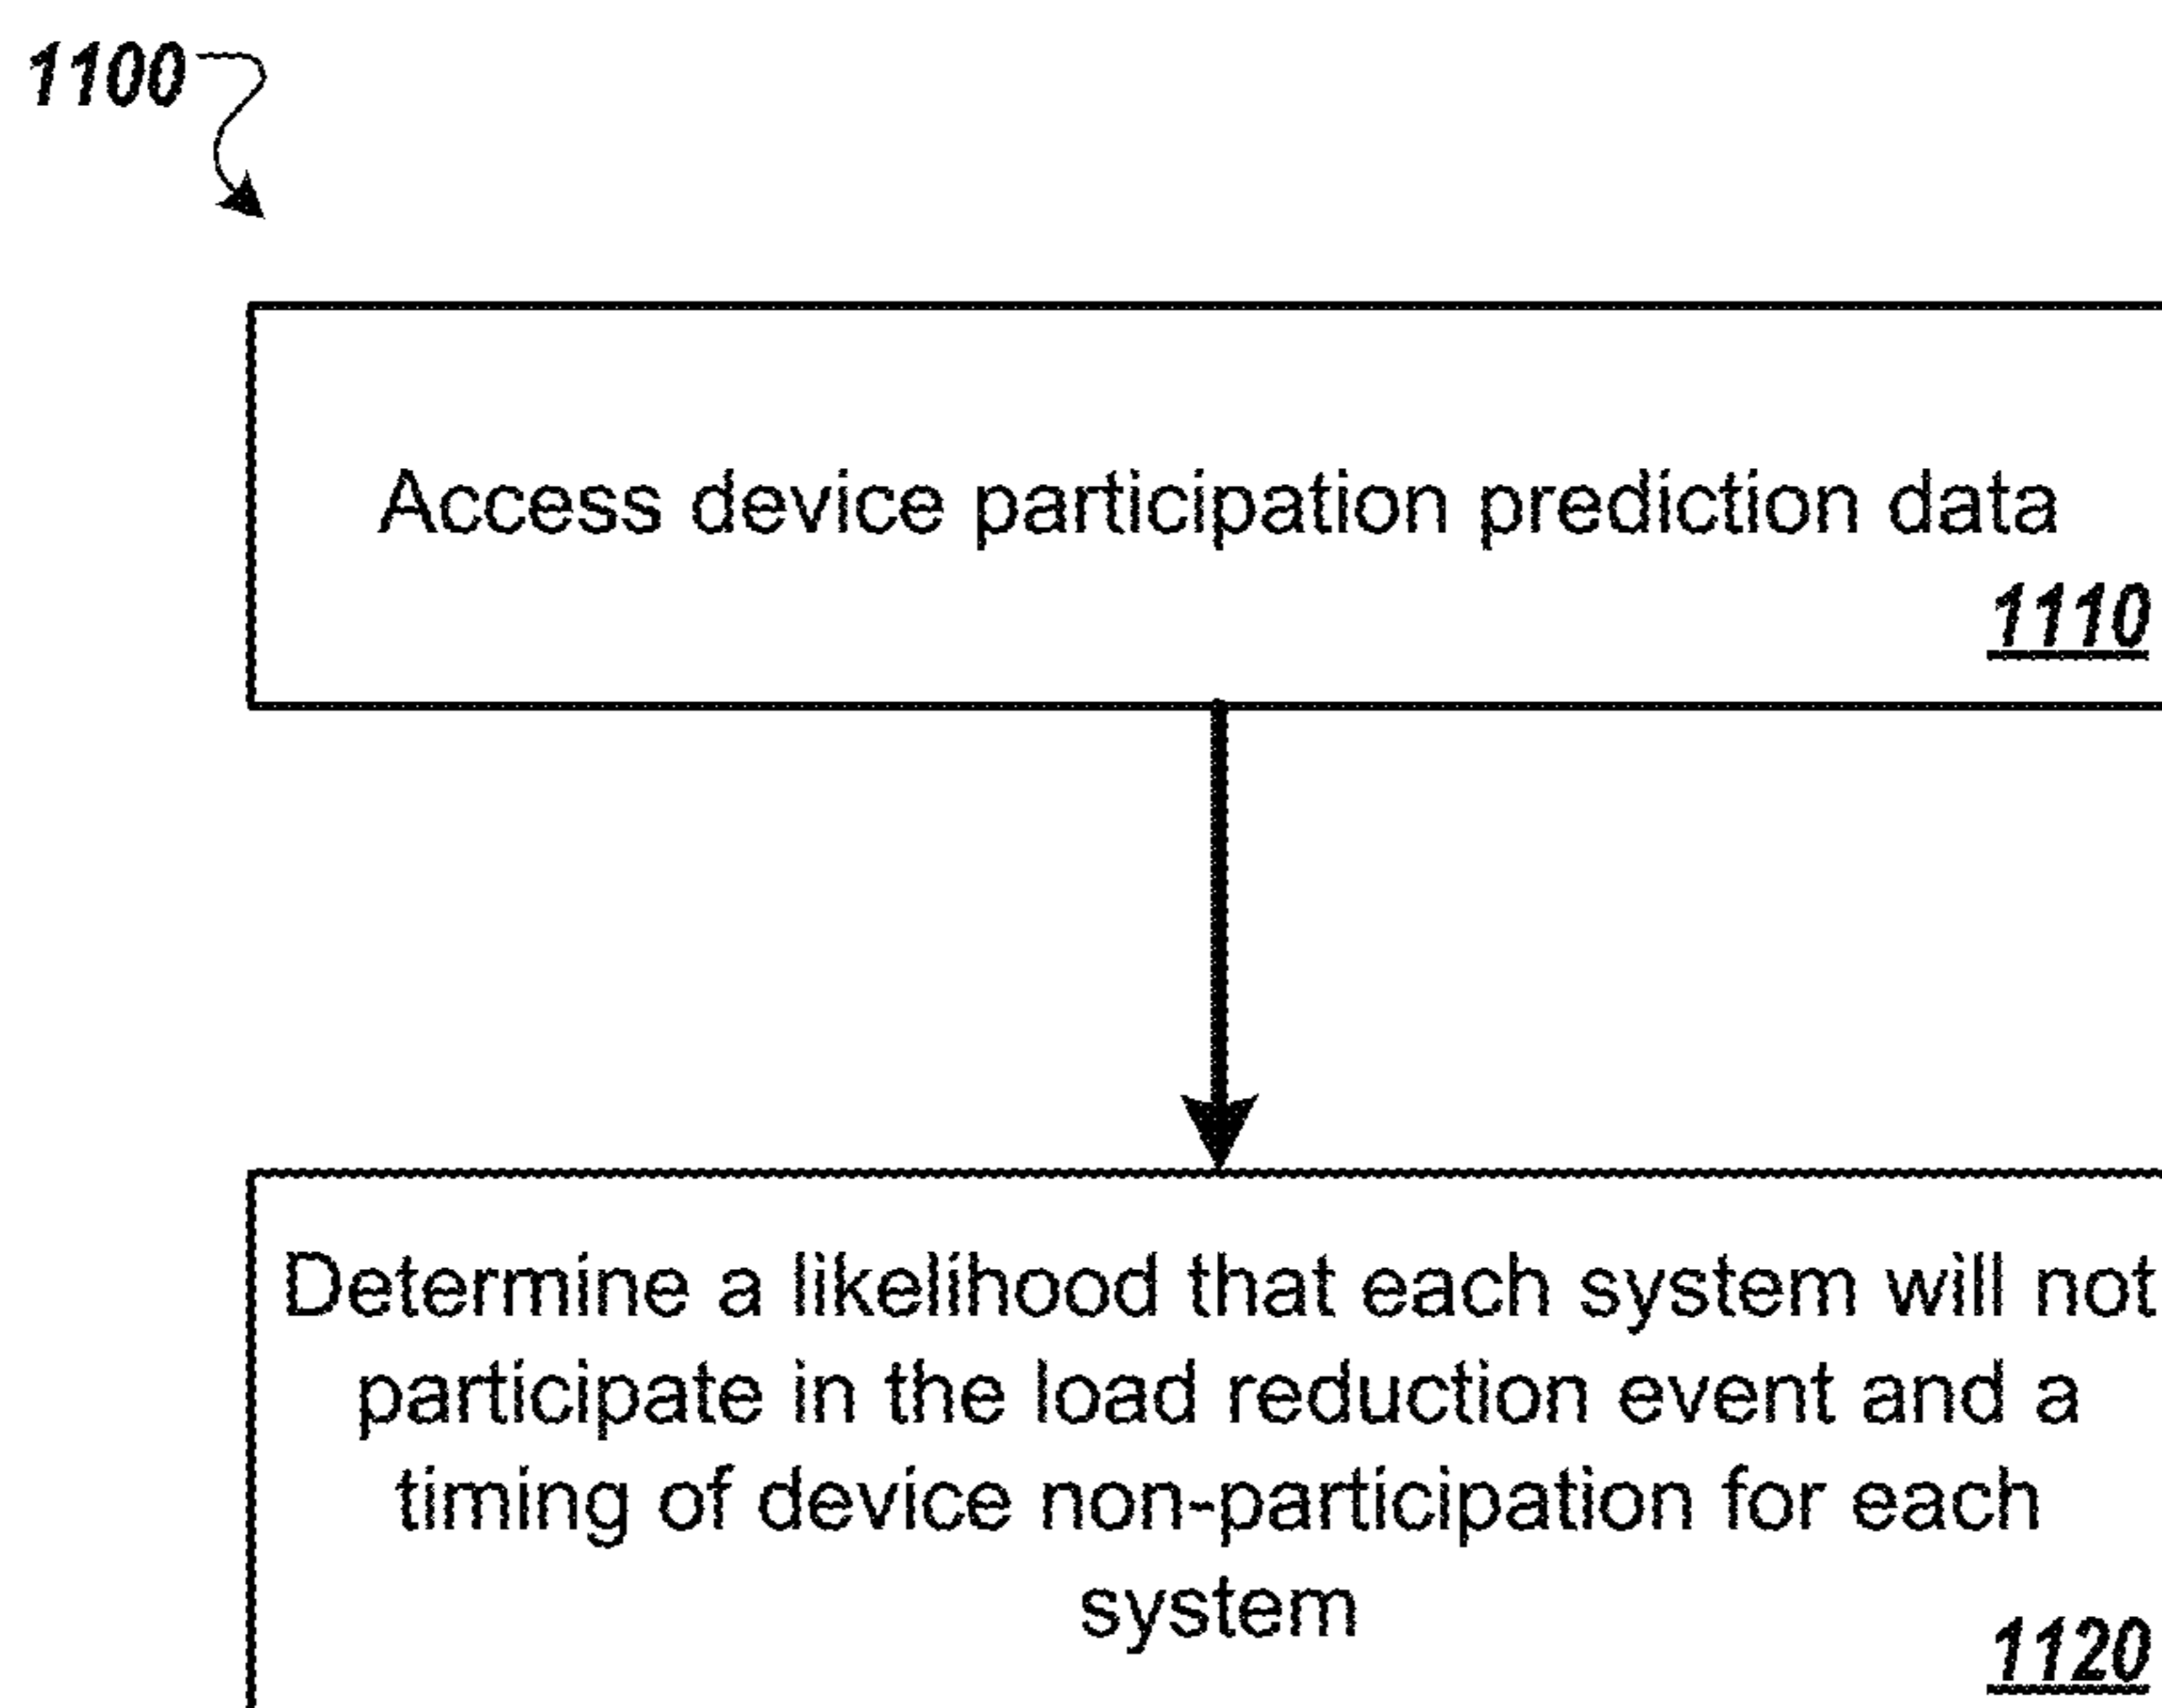 1100
Access device participation prediction data
1110
Determine a likelihood that each system will not
participate in the load reduction event and a
timing of device non-participation for each
system
1120